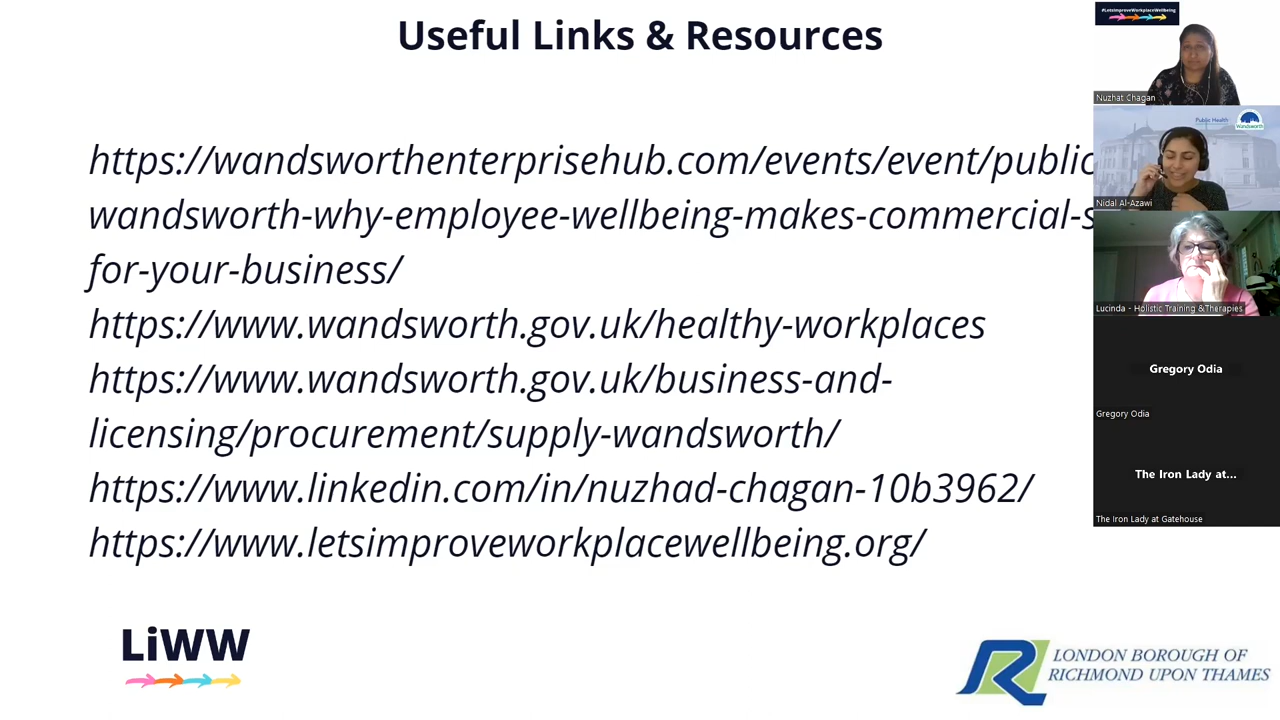 Useful Links & Resources
https://wandsworthenterprisehub.com/events/event/public
wandsworth-why-employee-wellbeing-makes-commercial-s
for-your-business/
https://www.wandsworth.gov.uk/healthy-workplaces
https://www.wandsworth.gov.uk/business-and-
licensing/procurement/supply-wandsworth/
https://www.linkedin.com/in/nuzhad-chagan-10b3962/
https://www.letsimproveworkplacewellbeing.org/
LiWW
LONDON BOROUGH OF
RICHMOND UPON THAMES
#LetsImproveWorkplaceWellbeing
Nuzhat Chagan
Public Health
Wandsworth
Nidal Al-Azawi
Lucinda - Holistic Training &Therapies
Gregory Odia
Gregory Odia
The Iron Lady at...
The Iron Lady at Gatehouse